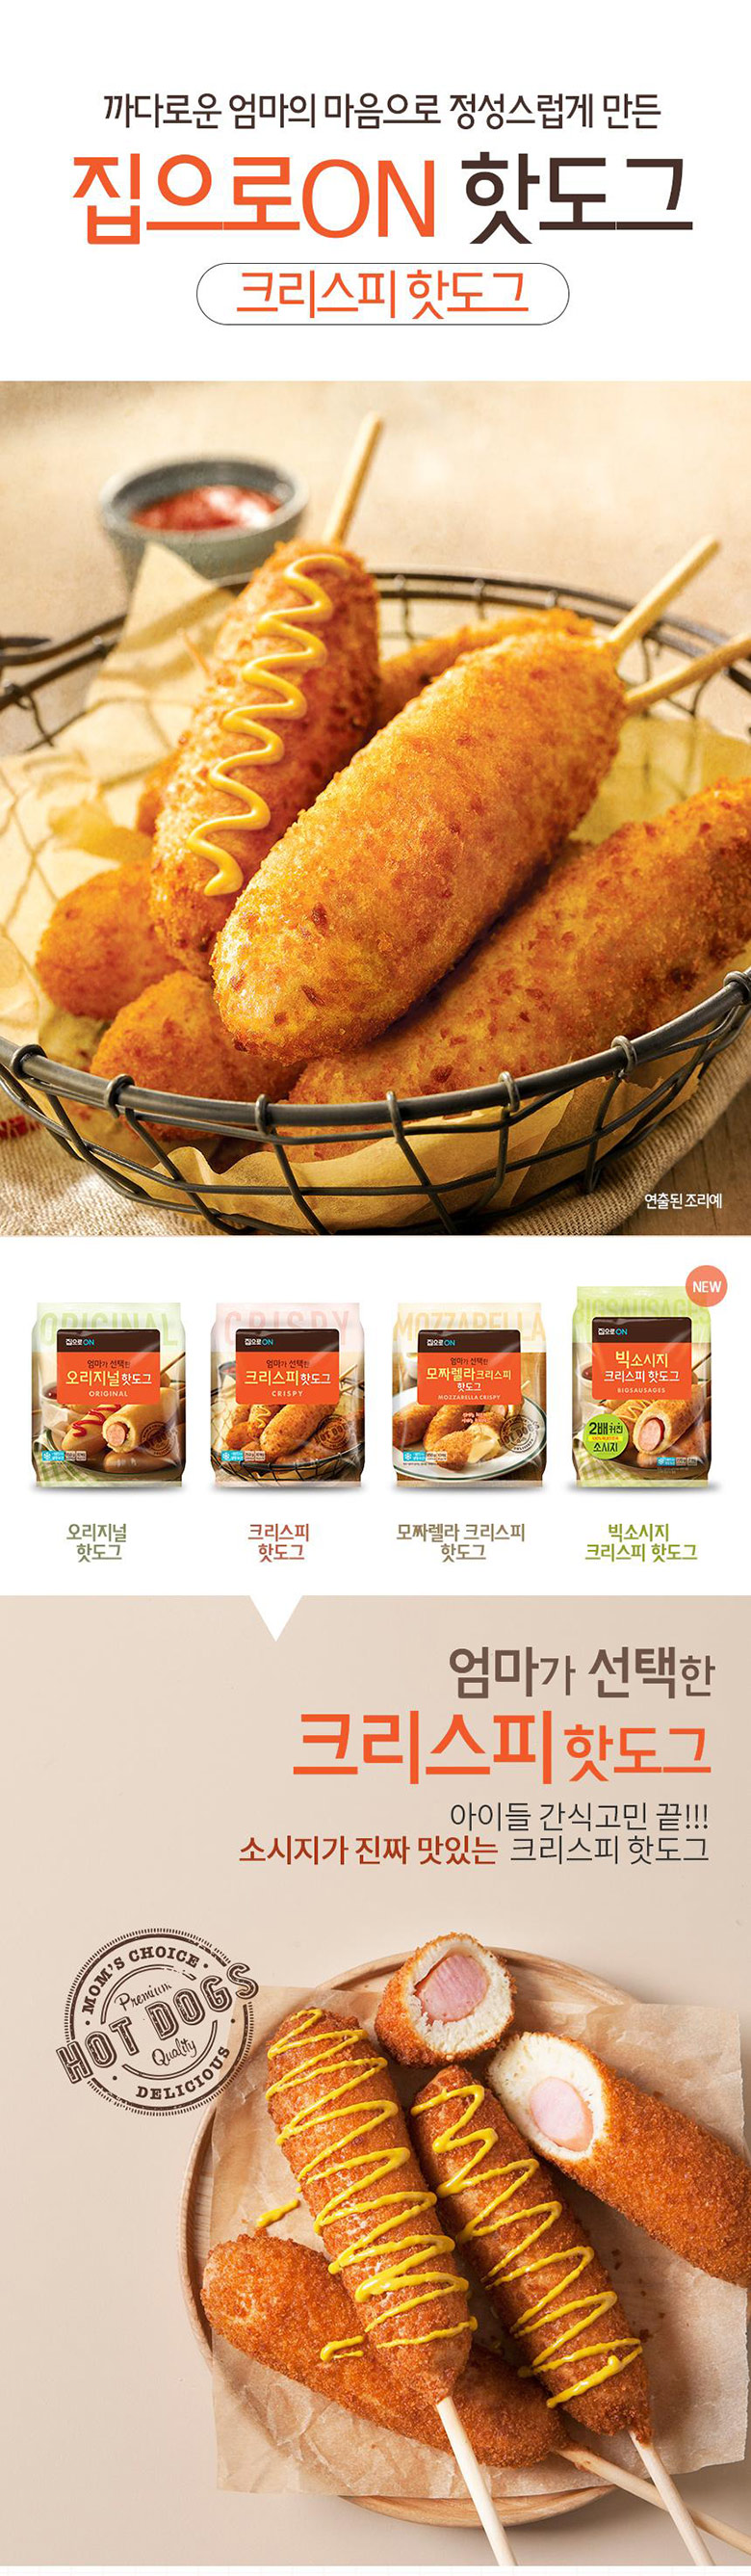 까다로운 엄마의 마음으로 정성스럽게 만든
집으로ON 핫도그
크리스피 핫도그
연출된 조리예
NEW
ORIGINAL
집으로ON
엄마가 선택한
오리지널핫도그
ORIGINAL
CRISPY
집으로ON
엄마가 선택한
크리스피핫도그
CRISPY
MOZZARELLA
집으로ON
엄마가 선택한
모짜렐라크리스피
핫도그
MOZZARELLA CRISPY
BIGSAUSAGES
집으로ON
빅소시지
크리스피 핫도그
BIGSAUSAGES
2배커진
소시지
오리지널
핫도그
크리스피
핫도그
모짜렐라 크리스피
핫도그
빅소시지
크리스피 핫도그
엄마가 선택한
크리스피 핫도그
아이들 간식고민 끝!!!
소시지가 진짜 맛있는 크리스피 핫도그
MOM'S CHOICE
Premium
HOT DOGS
Quality
DELICIOUS